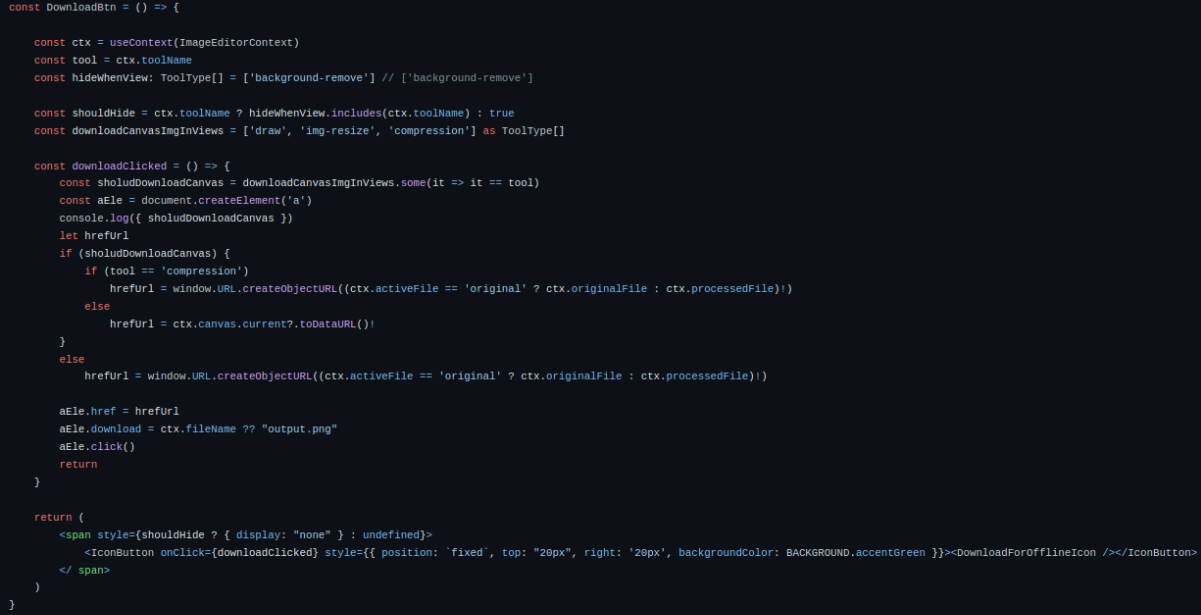 const DownloadBtn = () => {
const ctx = useContext(ImageEditorContext)
const tool = ctx.toolName
const hideWhenView: ToolType[] = ['background-remove'] // ['background-remove']
const shouldHide = ctx.toolName ? hideWhenView.includes(ctx.toolName) : true
const downloadCanvasImgInViews = ['draw', 'img-resize', 'compression'] as ToolType[]
const downloadClicked = () => {
const sholudDownloadCanvas = downloadCanvasImgInViews.some(it => it == tool)
const aEle = document.createElement('a')
console.log({ sholudDownloadCanvas })
let hrefUrl
if (sholudDownloadCanvas) {
if (tool == 'compression')
hrefUrl = window.URL.createObjectURL((ctx.activeFile == 'original' ? ctx.originalFile : ctx.processedFile)!)
else
hrefUrl = ctx.canvas.current?.toDataURL()!
}
else
hrefUrl = window.URL.createObjectURL((ctx.activeFile == 'original' ? ctx.originalFile : ctx.processedFile)!)
aEle.href = hrefUrl
aEle.download = ctx.fileName ?? "output.png"
aEle.click()
return
}
return (
<span style={shouldHide ? { display: "none" } : undefined}>
<IconButton onClick={downloadClicked} style={{ position: `fixed`, top: "20px", right: '20px', backgroundColor: BACKGROUND.accentGreen }}><DownloadForOfflineIcon /></IconButton>
</ span>
)
}